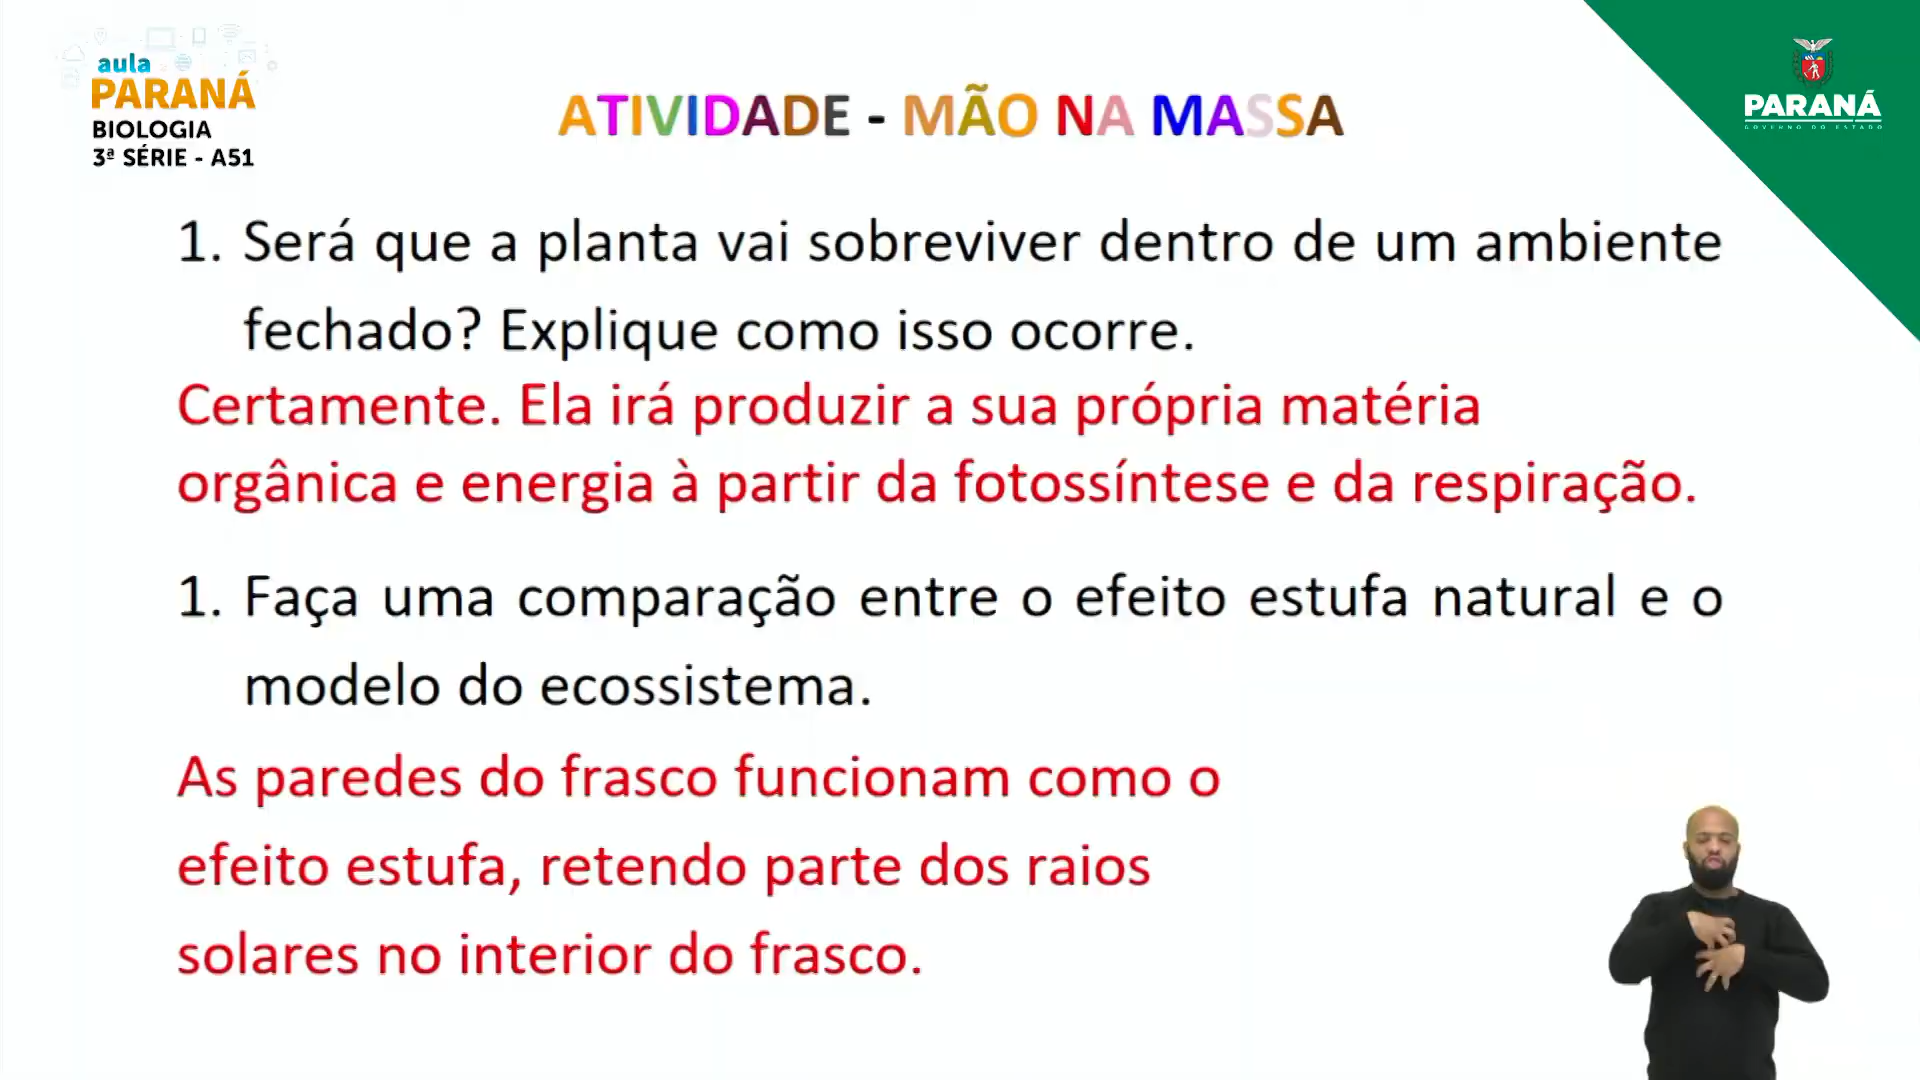 aula
PARANÁ
BIOLOGIA
3ª SÉRIE - A51
ATIVIDADE - MÃO NA MASSA
PARANÁ
GOVERNO DO ESTADO
1. Será que a planta vai sobreviver dentro de um ambiente
fechado? Explique como isso ocorre.
Certamente. Ela irá produzir a sua própria matéria
orgânica e energia à partir da fotossíntese e da respiração.
1. Faça uma comparação entre o efeito estufa natural e o
modelo do ecossistema.
As paredes do frasco funcionam como o
efeito estufa, retendo parte dos raios
solares no interior do frasco.